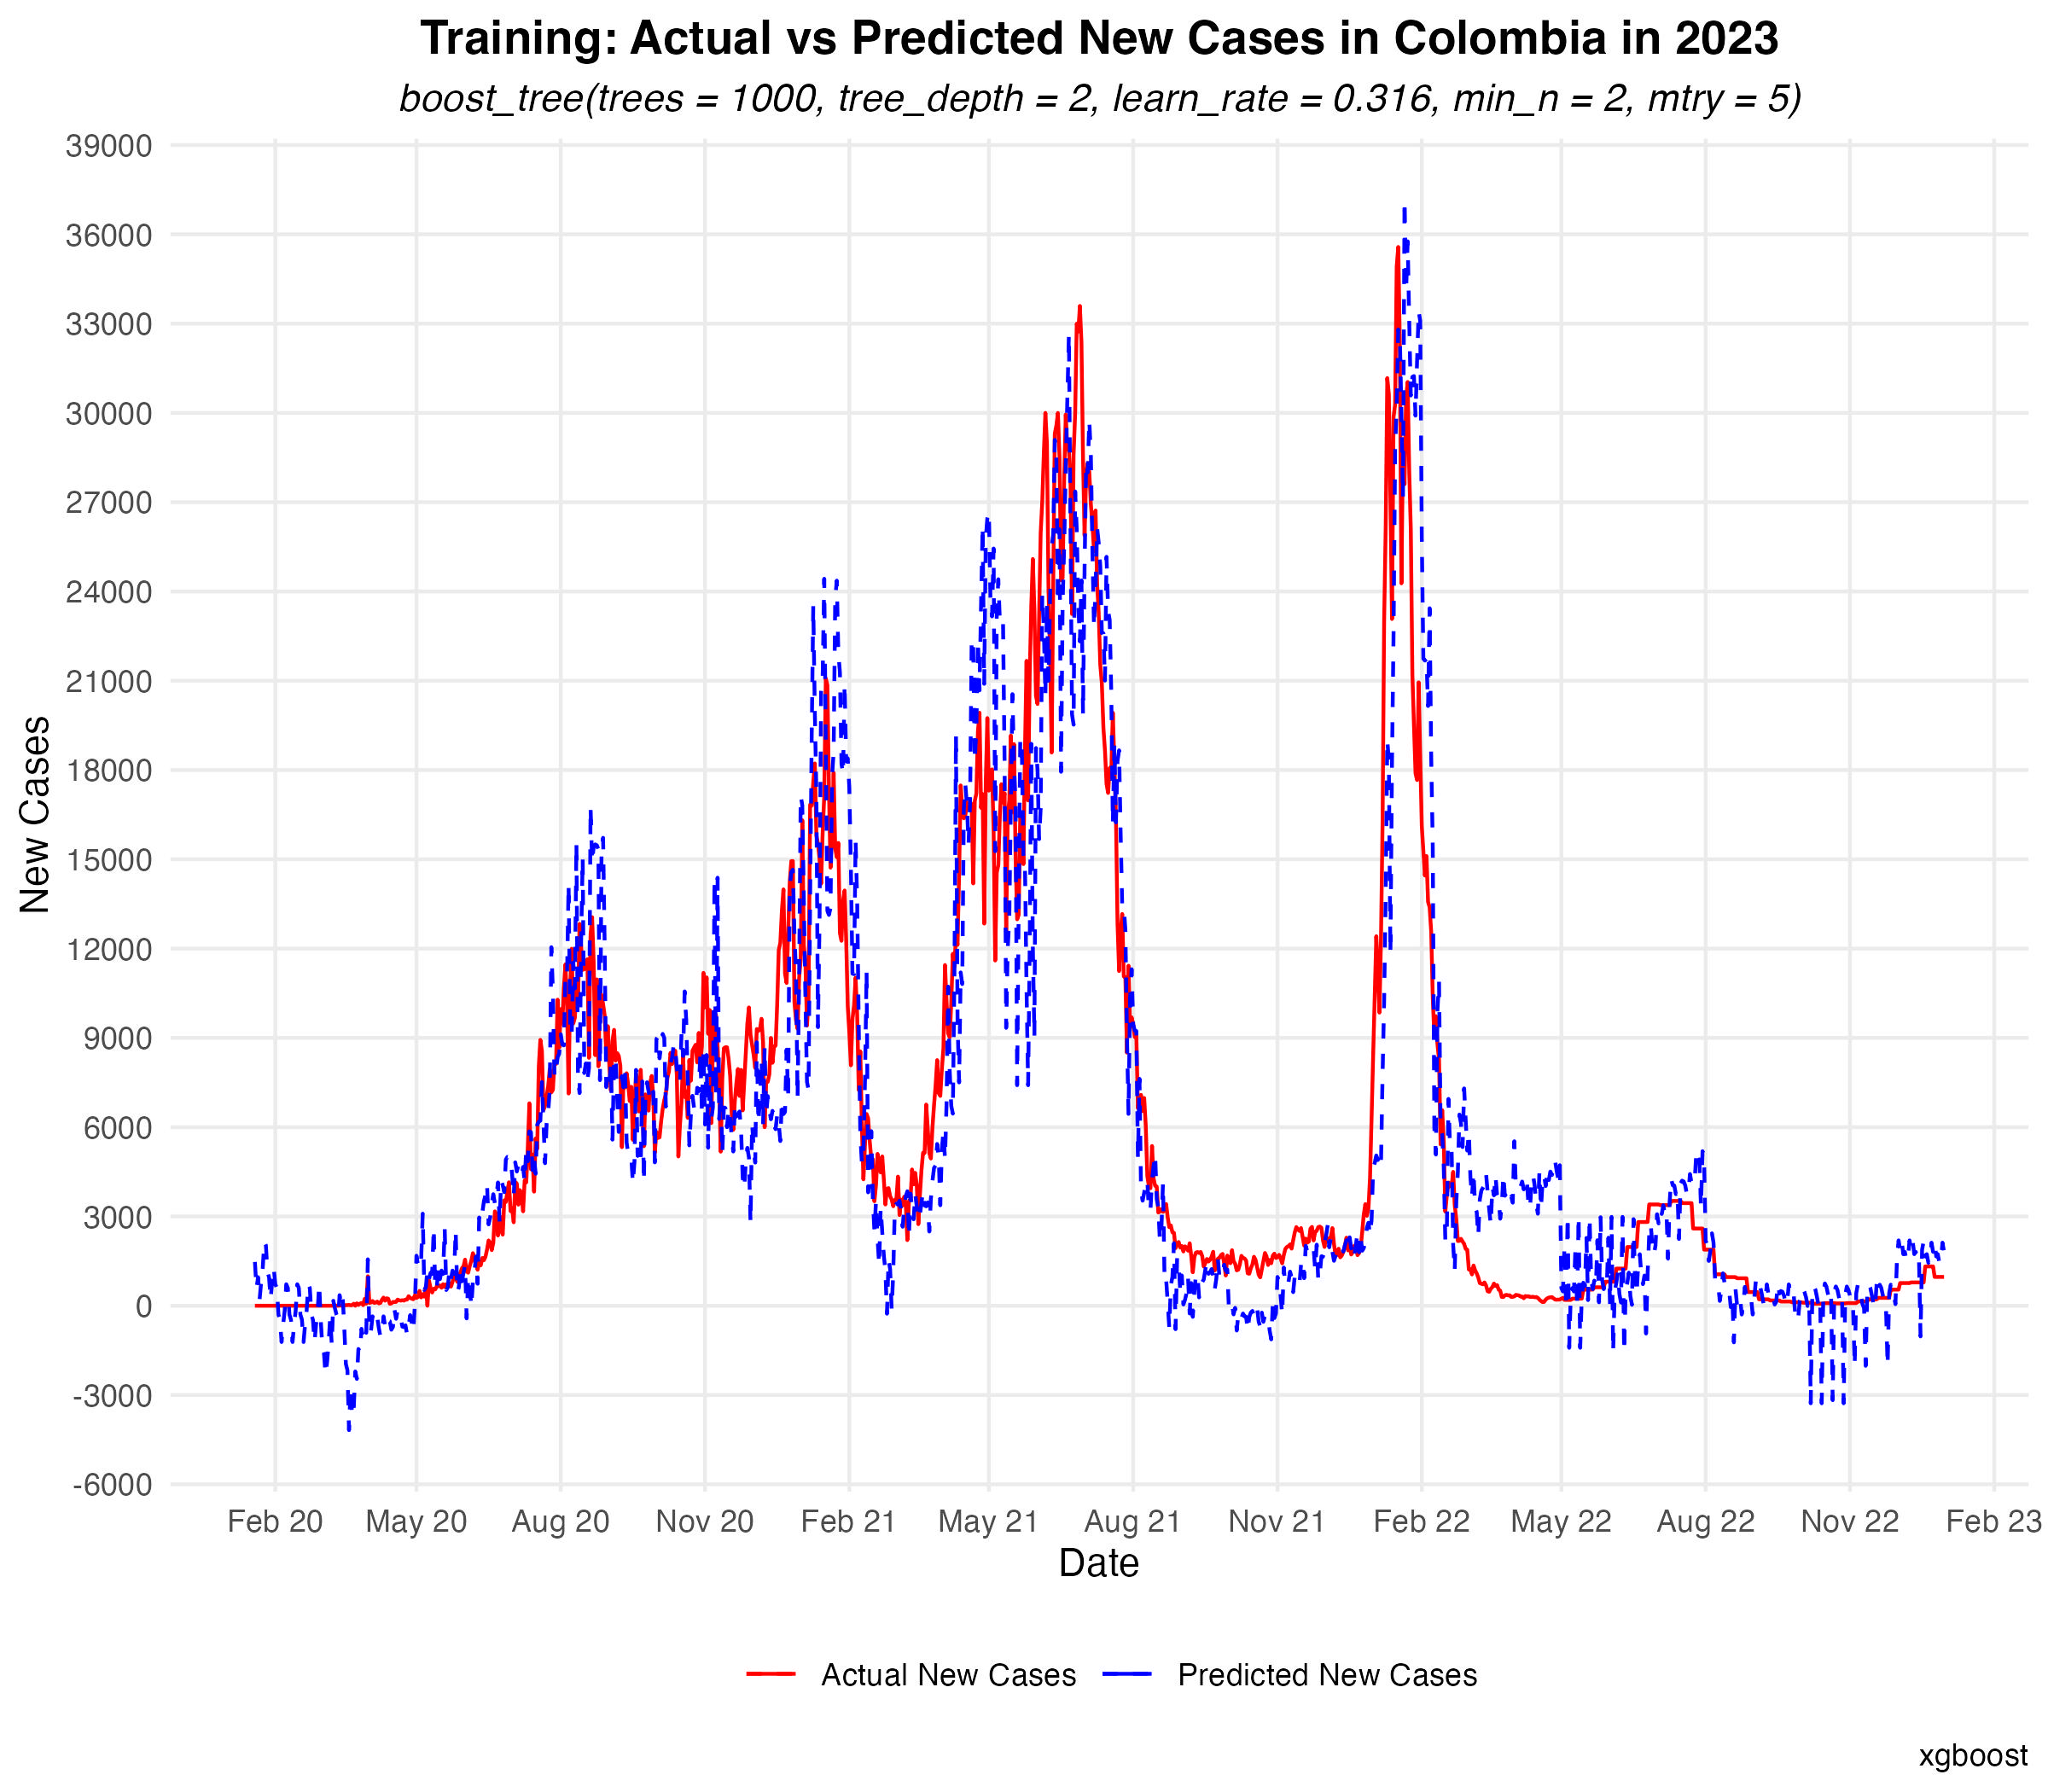 Training: Actual vs Predicted New Cases in Colombia in 2023
boost_tree(trees = 1000, tree_depth = 2, learn_rate = 0.316, min_n = 2, mtry = 5)
New Cases
39000
36000
33000
30000
27000
24000
21000
18000
15000
12000
9000
6000
3000
0
-3000
-6000
Feb 20 May 20 Aug 20 Nov 20 Feb 21 May 21 Aug 21 Nov 21 Feb 22 May 22 Aug 22 Nov 22 Feb 23
Date
Actual New Cases Predicted New Cases
xgboost